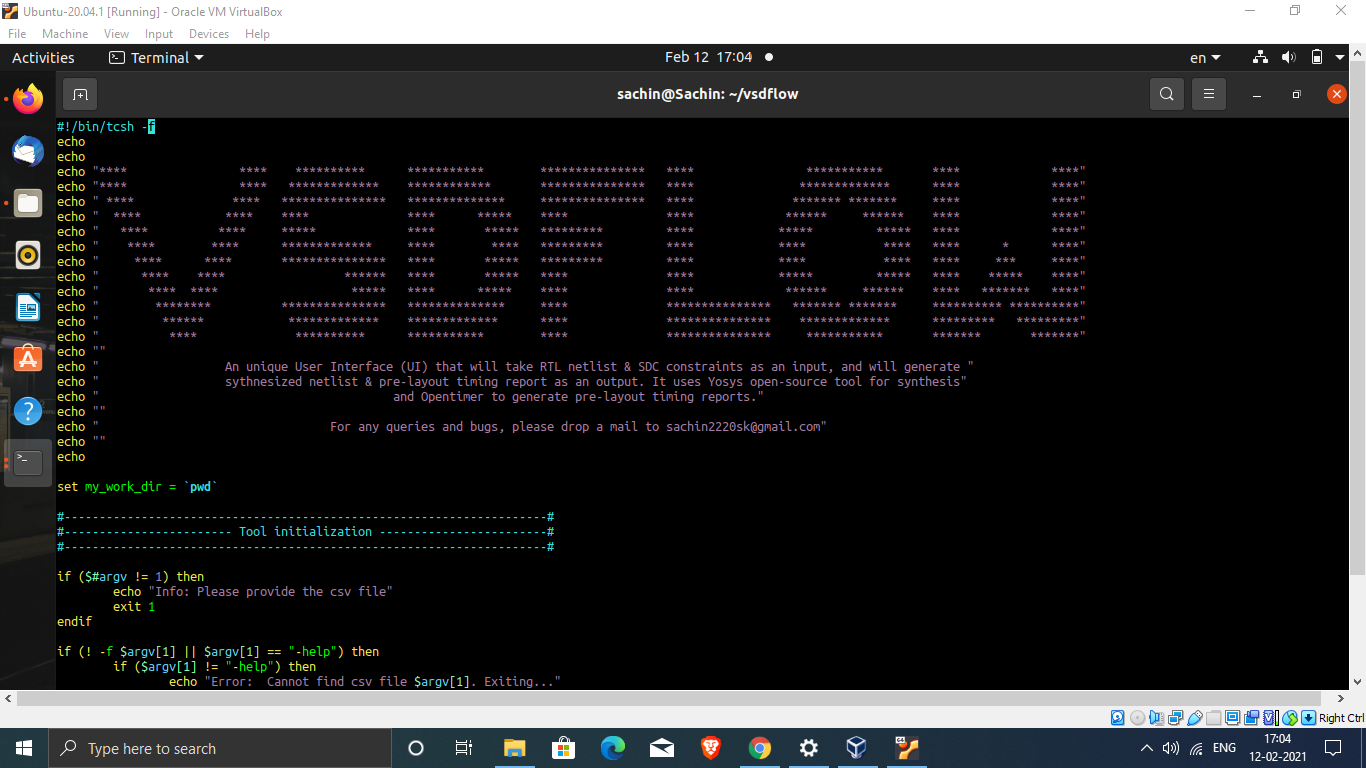 Ubuntu-20.04.1 [Running] - Oracle VM VirtualBox
File Machine View Input Devices Help
Activities Terminal Feb 12 17:04 en
sachin@Sachin: ~/vsdflow
#!/bin/tcsh -f
echo
echo
echo "****                ****    **********      ***********        ***************   ****                ***********       ****             ****"
echo "****                ****   *************    ************       ***************   ****               *************      ****             ****"
echo " ****              ****   ***************   **************     ***************   ****              ******* *******     ****             ****"
echo "  ****            ****    ****              ****      *****    ****              ****             ******     ******    ****             ****"
echo "   ****          ****     *****             ****       *****   *********         ****            *****         *****   ****             ****"
echo "    ****        ****      *************     ****        ****   *********         ****            ****           ****   ****      *      ****"
echo "     ****      ****       ***************   ****       *****   *********         ****            ****           ****   ****     ***     ****"
echo "      ****    ****                 ******   ****       *****   ****              ****            *****         *****   ****    *****    ****"
echo "       ****  ****                   *****   ****      *****    ****              ****             ******     ******    ****   *******   ****"
echo "        ********          ***************   **************     ****              ***************   ******* *******     ********** **********"
echo "         ******            *************    *************      ****              ***************    *************      *********   *********"
echo "          ****              **********      ***********        ****              ***************     ***********       *******       *******"
echo ""
echo "                  An unique User Interface (UI) that will take RTL netlist & SDC constraints as an input, and will generate "
echo "                  sythnesized netlist & pre-layout timing report as an output. It uses Yosys open-source tool for synthesis"
echo "                                          and Opentimer to generate pre-layout timing reports."
echo ""
echo "                                 For any queries and bugs, please drop a mail to sachin2220sk@gmail.com"
echo ""
echo
set my_work_dir = `pwd`
#---------------------------------------------------------------------#
#------------------------ Tool initialization ------------------------#
#---------------------------------------------------------------------#
if ($#argv != 1) then
        echo "Info: Please provide the csv file"
        exit 1
endif
if (! -f $argv[1] || $argv[1] == "-help") then
        if ($argv[1] != "-help") then
                echo "Error:  Cannot find csv file $argv[1]. Exiting..."
Right Ctrl
Type here to search
ENG
17:04
12-02-2021